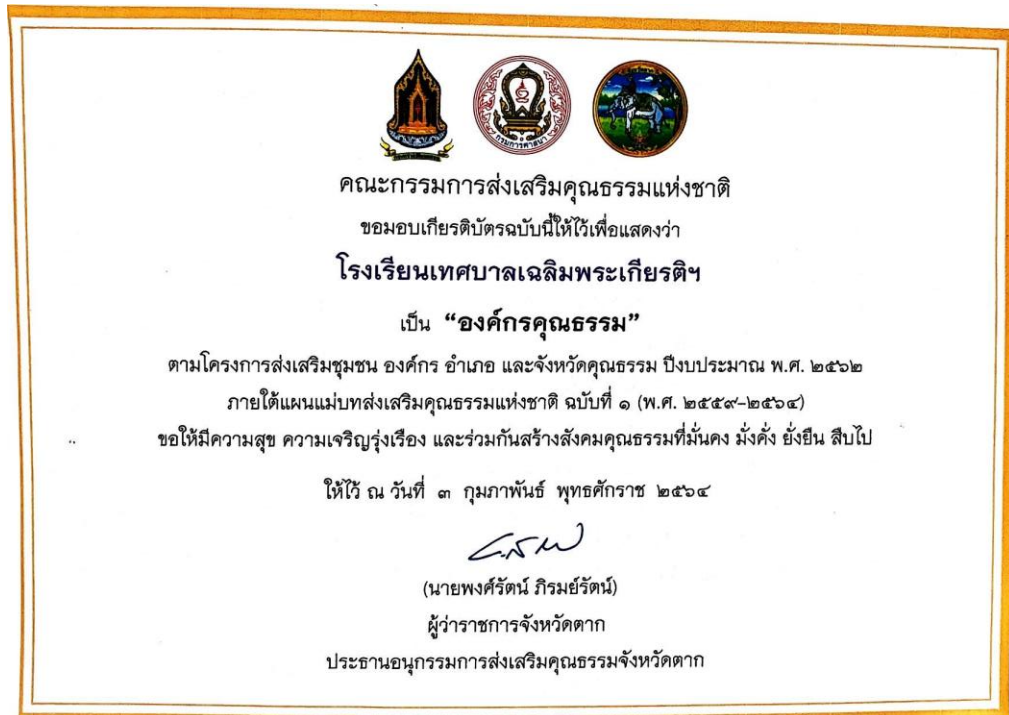 กรมการศาสนา
คณะกรรมการส่งเสริมคุณธรรมแห่งชาติ
ขอมอบเกียรติบัตรฉบับนี้ให้ไว้เพื่อแสดงว่า
โรงเรียนเทศบาลเฉลิมพระเกียรติฯ
เป็น “องค์กรคุณธรรม”
ตามโครงการส่งเสริมชุมชน องค์กร อำเภอ และจังหวัดคุณธรรม ปีงบประมาณ พ.ศ. ๒๕๖๒
ภายใต้แผนแม่บทส่งเสริมคุณธรรมแห่งชาติ ฉบับที่ ๑ (พ.ศ. ๒๕๕๙-๒๕๖๔)
ขอให้มีความสุข ความเจริญรุ่งเรือง และร่วมกันสร้างสังคมคุณธรรมที่มั่นคง มั่งคั่ง ยั่งยืน สืบไป
ให้ไว้ ณ วันที่ ๓ กุมภาพันธ์ พุทธศักราช ๒๕๖๔
(นายพงศ์รัตน์ ภิรมย์รัตน์)
ผู้ว่าราชการจังหวัดตาก
ประธานอนุกรรมการส่งเสริมคุณธรรมจังหวัดตาก